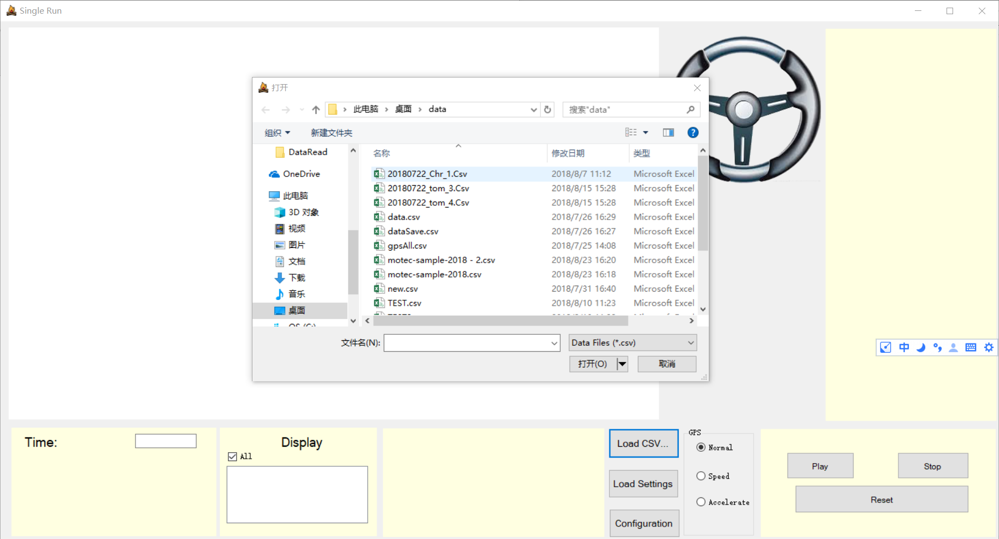 Single Run
打开
此电脑 桌面 data
搜索"data"
组织 新建文件夹
DataRead
OneDrive
此电脑
3D 对象
视频
图片
文档
下载
音乐
桌面
OS (C:)
名称 修改日期 类型
20180722_Chr_1.Csv 2018/8/7 11:12 Microsoft Excel
20180722_tom_3.Csv 2018/8/15 15:28 Microsoft Excel
20180722_tom_4.Csv 2018/8/15 15:28 Microsoft Excel
data.csv 2018/7/26 16:29 Microsoft Excel
dataSave.csv 2018/7/26 16:27 Microsoft Excel
gpsAll.csv 2018/7/25 14:08 Microsoft Excel
motec-sample-2018 - 2.csv 2018/8/23 16:20 Microsoft Excel
motec-sample-2018.csv 2018/8/23 16:18 Microsoft Excel
new.csv 2018/7/31 16:40 Microsoft Excel
TEST.csv 2018/8/10 11:23 Microsoft Excel
文件名(N): Data Files (*.csv)
打开(O) 取消
中
Time:
Display
All
Load CSV...
Load Settings
Configuration
GPS
Normal
Speed
Accelerate
Play Stop
Reset